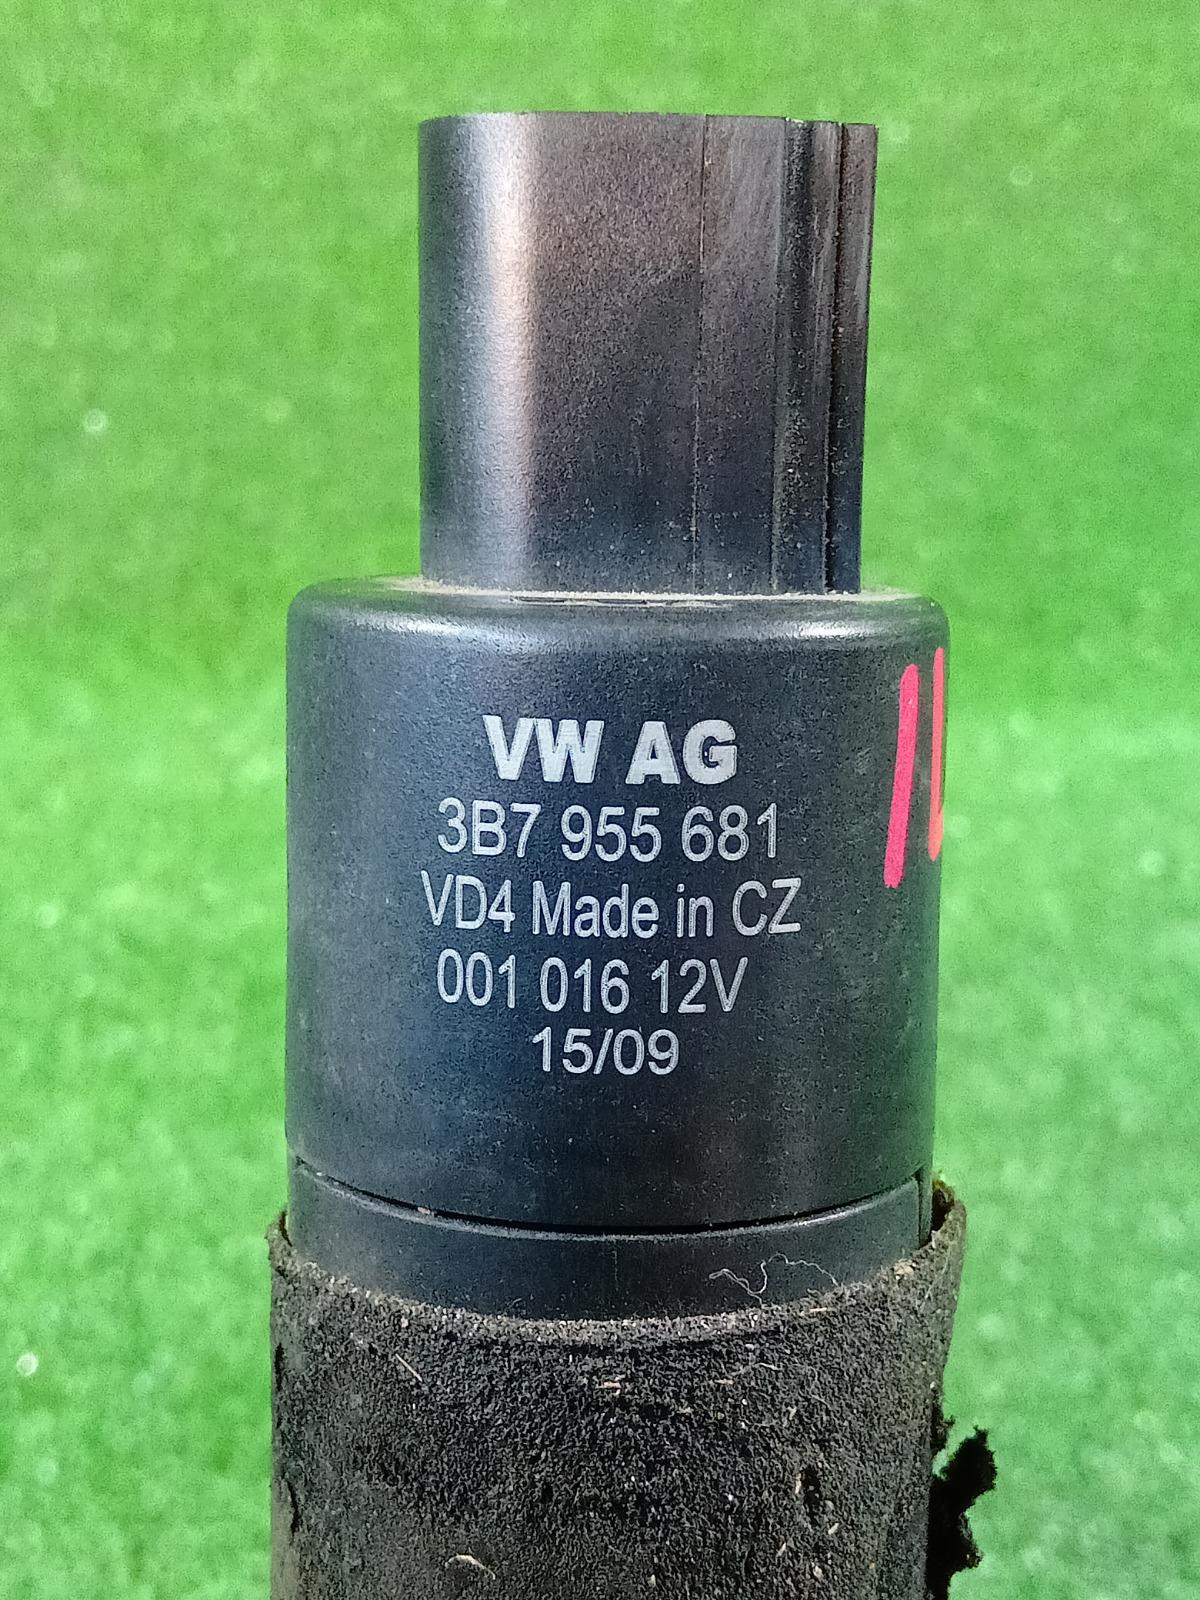 VW AG
3B7 955 681
VD4 Made in CZ
001 016 12V
15/09